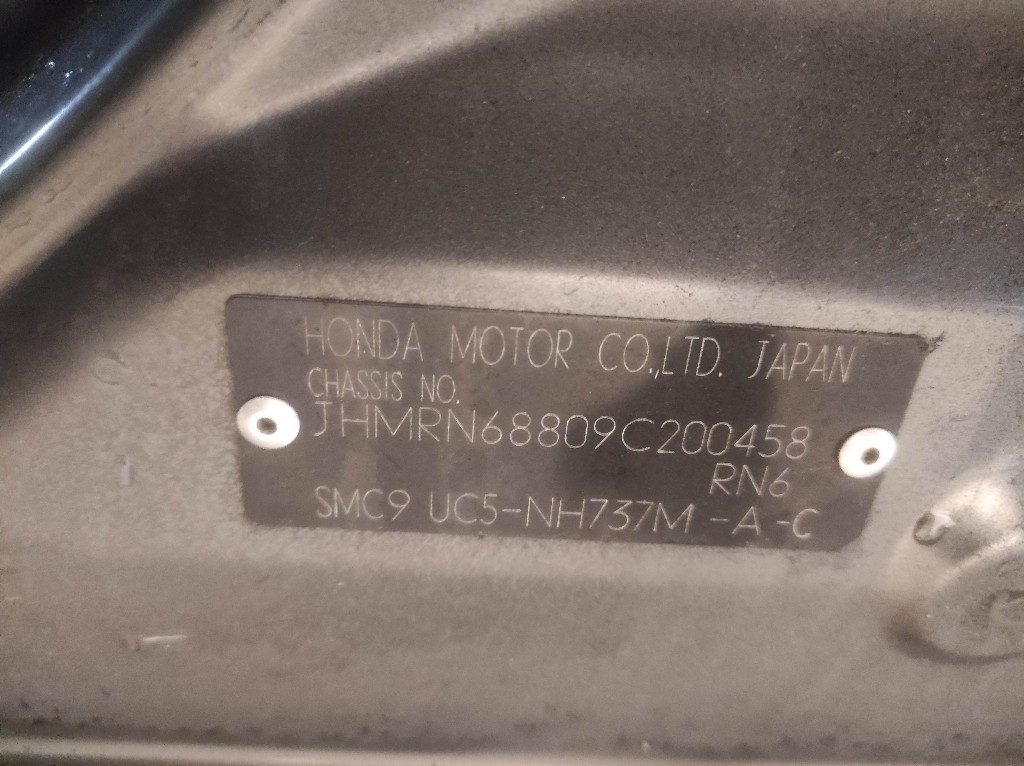 HONDA MOTOR CO.,LTD. JAPAN
CHASSIS NO.
JHMRN68809C200458
RN6
SMC9 UC5-NH737M -A -C